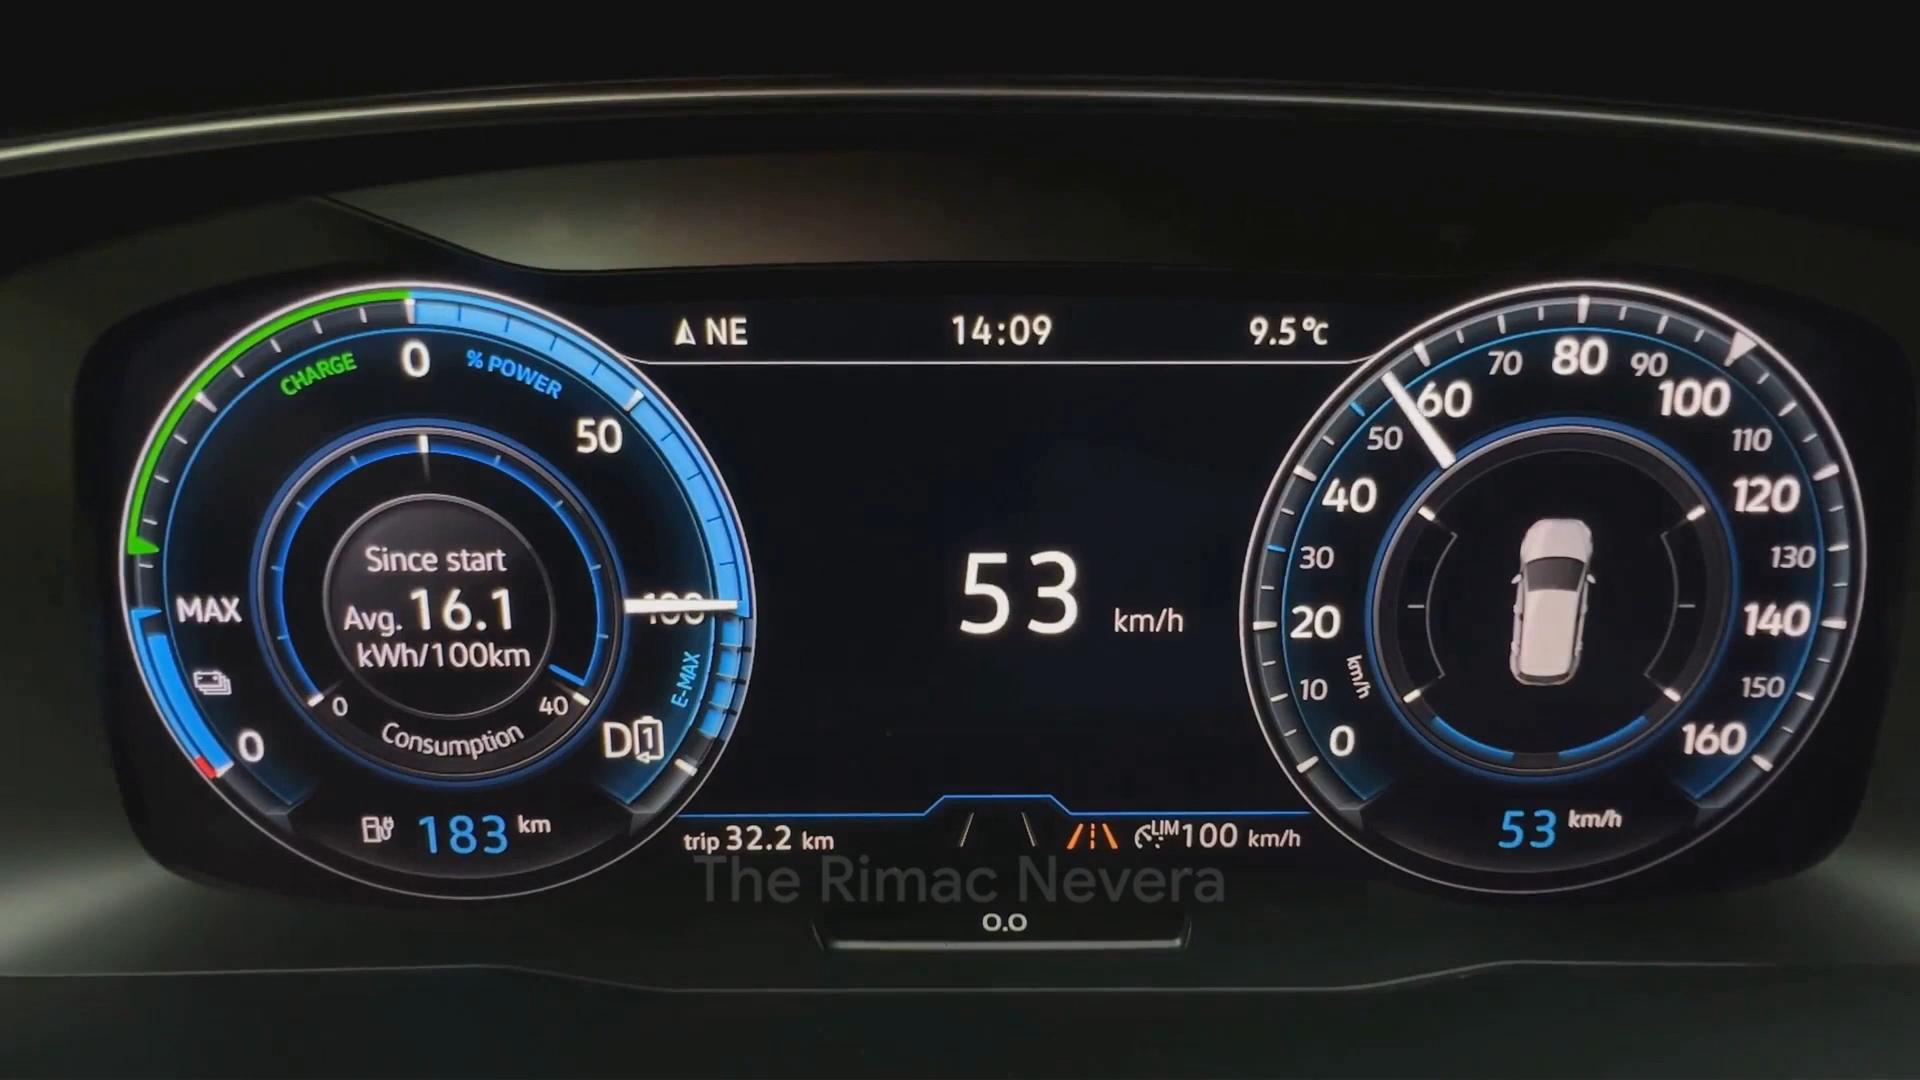 NE
14:09
9.5°C
CHARGE
0
% POWER
50
100
E-MAX
MAX
0
Since start
Avg. 16.1
kWh/100km
0
40
Consumption
D1
183 km
53 km/h
trip 32.2 km
LIM 100 km/h
The Rimac Nevera
0.0
0
10
20
30
40
50
60
70
80
90
100
110
120
130
140
150
160
km/h
53 km/h